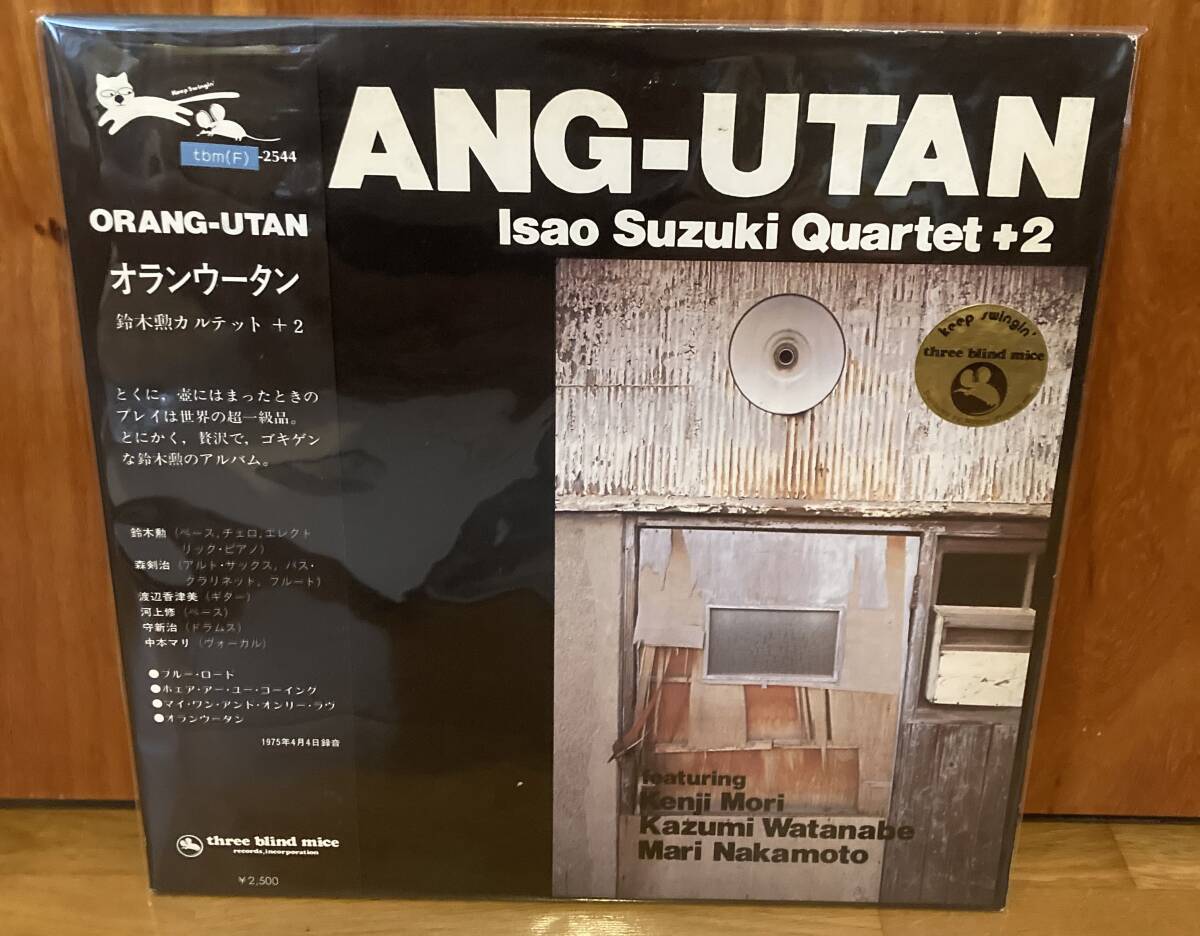 Keep Swingin'
tbm(F) -2544
ORANG-UTAN
オランウータン
鈴木勲カルテット + 2
とくに，壺にはまったときの
プレイは世界の超一級品。
とにかく，贅沢で，ゴキゲン
な鈴木勲のアルバム。
鈴木勲（ベース, チェロ, エレクト
リック・ピアノ）
森剣治（アルト・サックス，バス・
クラリネット，フルート）
渡辺香津美（ギター）
河上修（ベース）
守新治（ドラムス）
中本マリ（ヴォーカル）
●ブルー・ロード
●ホェア・アー・ユー・ゴーイング
●マイ・ワン・アンド・オンリー・ラヴ
●オランウータン
1975年4月4日録音
three blind mice
records, incorporation
¥2,500
ANG-UTAN
Isao Suzuki Quartet +2
keep swingin'
three blind mice
featuring
Kenji Mori
Kazumi Watanabe
Mari Nakamoto